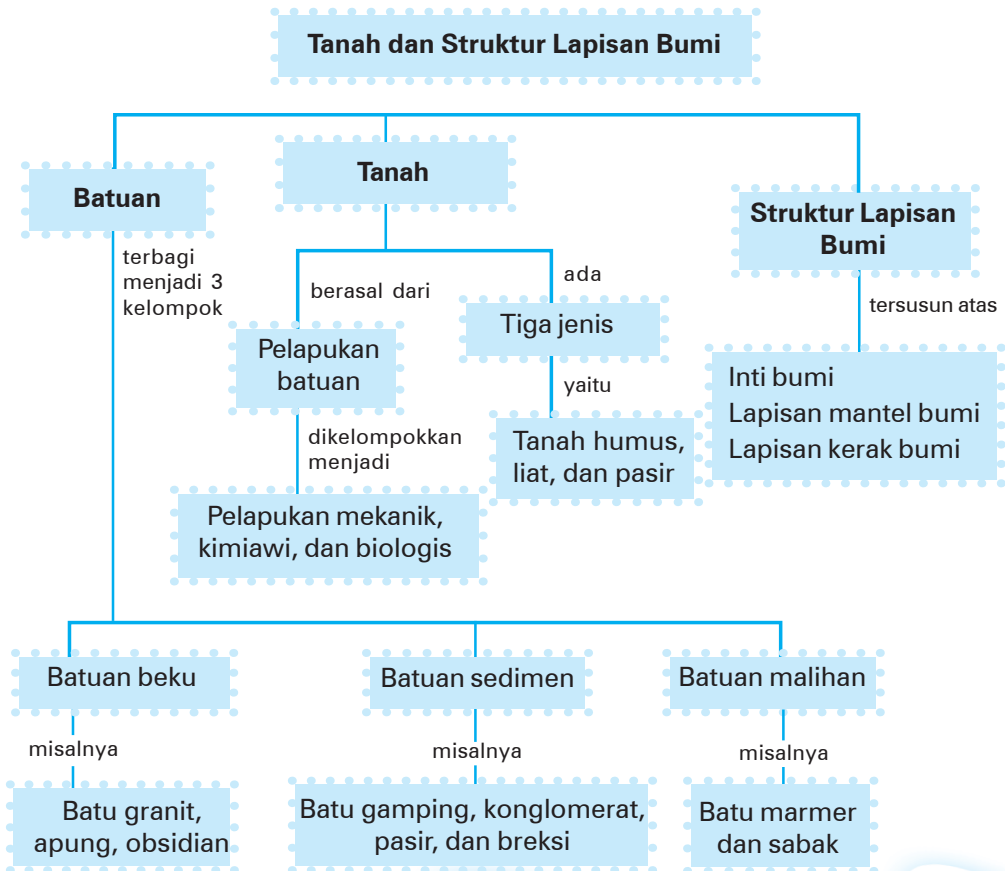 Tanah dan Struktur Lapisan Bumi
Batuan
Tanah
Struktur Lapisan
Bumi
terbagi
menjadi 3
kelompok
berasal dari
ada
tersusun atas
Pelapukan
batuan
Tiga jenis
yaitu
Inti bumi
Lapisan mantel bumi
Lapisan kerak bumi
dikelompokkan
menjadi
Tanah humus,
liat, dan pasir
Pelapukan mekanik,
kimiawi, dan biologis
Batuan beku
Batuan sedimen
Batuan malihan
misalnya
misalnya
misalnya
Batu granit,
apung, obsidian
Batu gamping, konglomerat,
pasir, dan breksi
Batu marmer
dan sabak